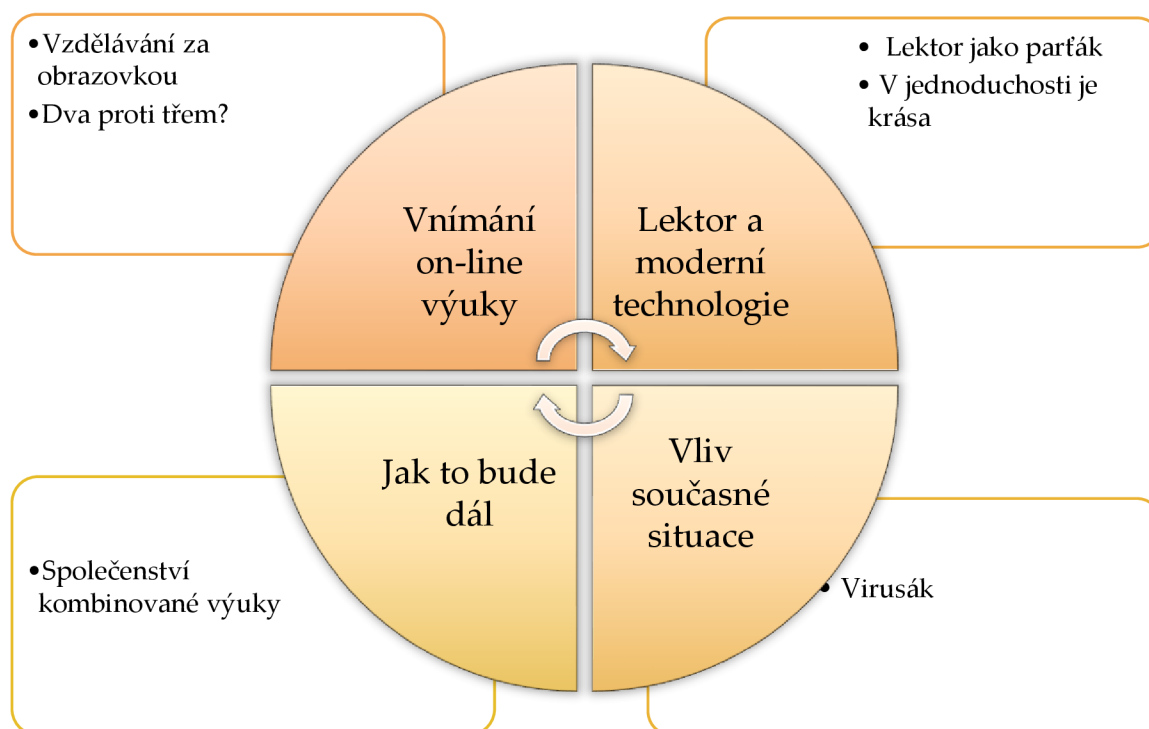 •Vzdělávání za
obrazovkou
•Dva proti třem?
• Lektor jako parťák
• V jednoduchosti je
krása
Vnímání
on-line
výuky
Lektor a
moderní
technologie
Jak to bude
dál
Vliv
současné
situace
•Společenství
kombinované výuky
• Virusák